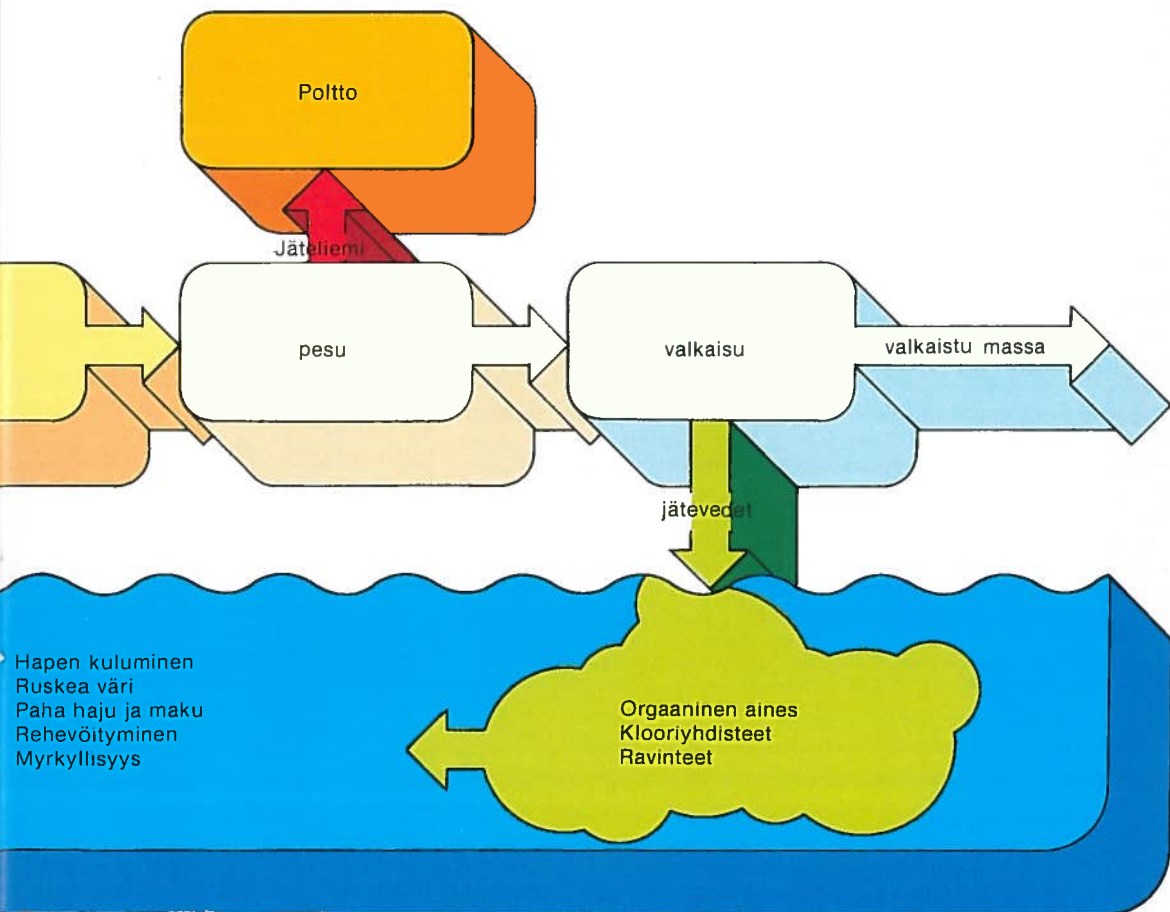 Poltto
Jäteliemi
pesu
valkaisu
valkaistu massa
jätevedet
Hapen kuluminen
Ruskea väri
Paha haju ja maku
Rehevöityminen
Myrkyllisyys
Orgaaninen aines
Klooriyhdisteet
Ravinteet